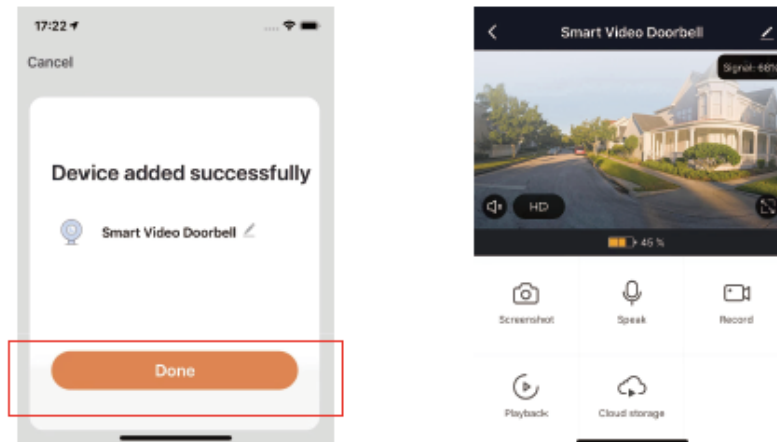 17:22
Cancel
Device added successfully
Smart Video Doorbell
Done
Smart Video Doorbell
Signal: 68%
HD
45 %
Screenshot
Speak
Record
Playback
Cloud storage